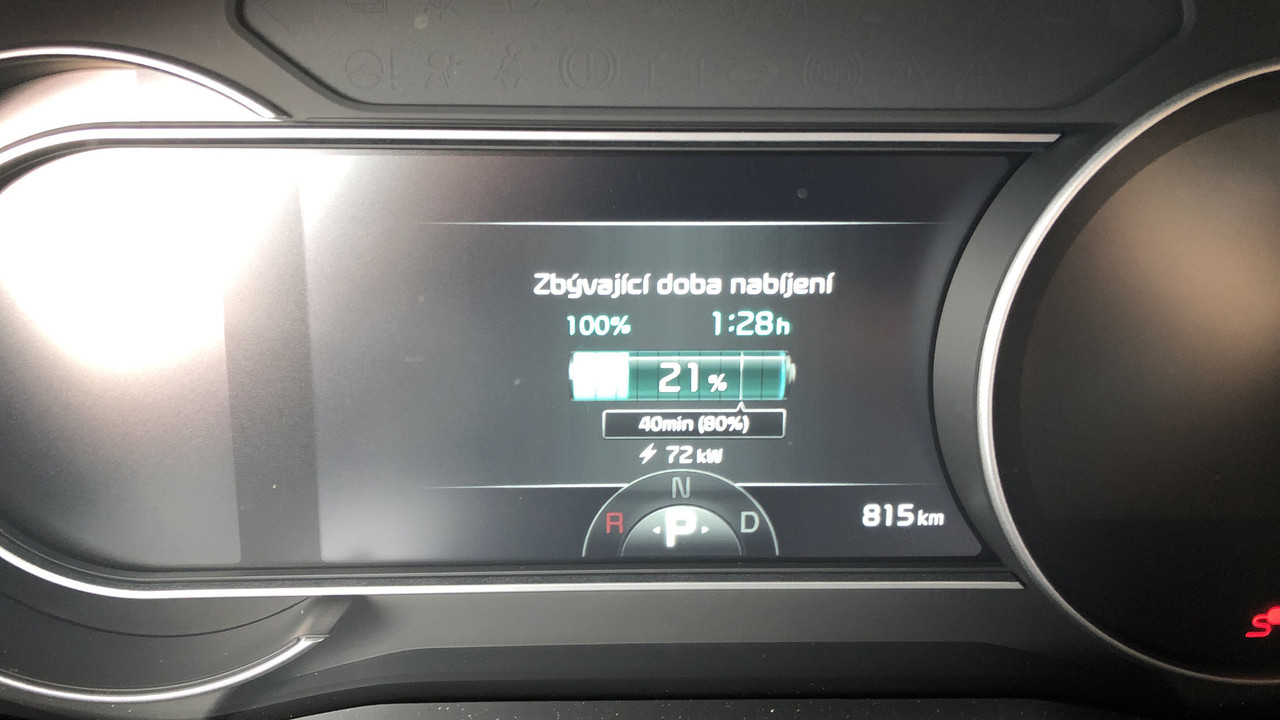 Zbývající doba nabíjení
100% 1:28h
21%
40min (80%)
72 kW
N
R P D
815km